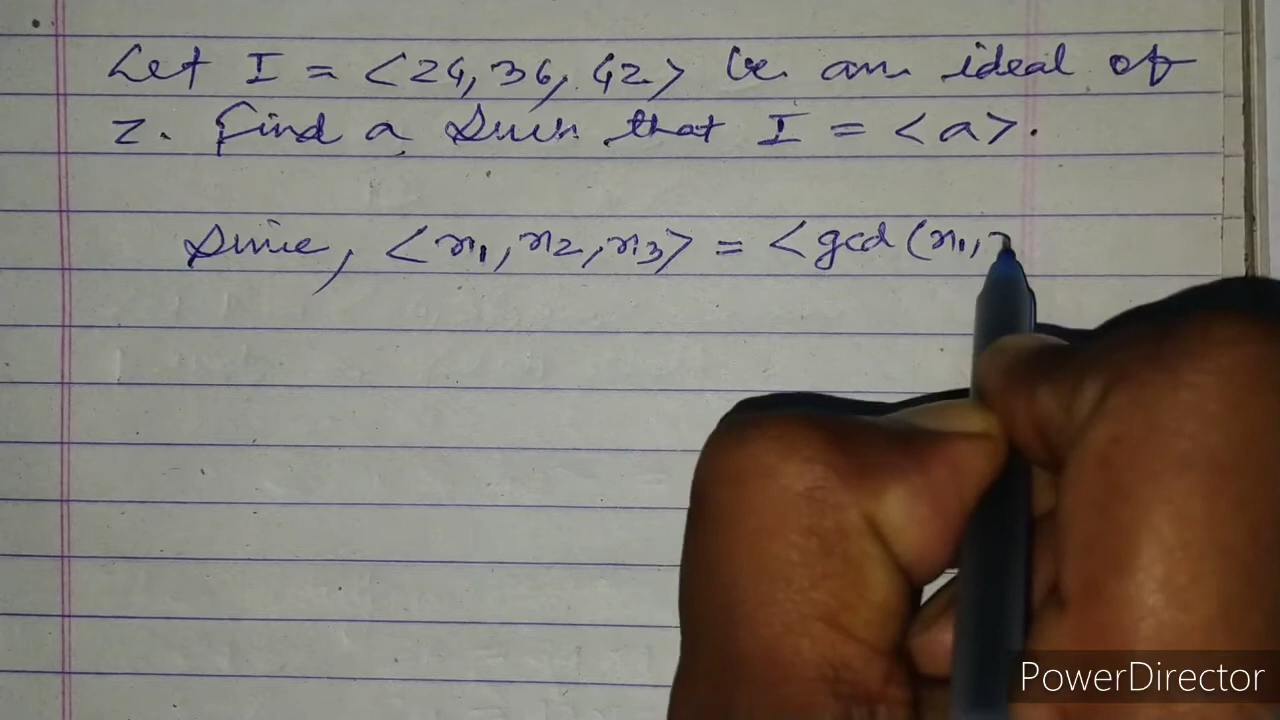 Let I = <24, 36, 42> be an ideal of
Z. Find a such that I = <a>.
Since, <n1, n2, n3> = <gcd (n1,
PowerDirector